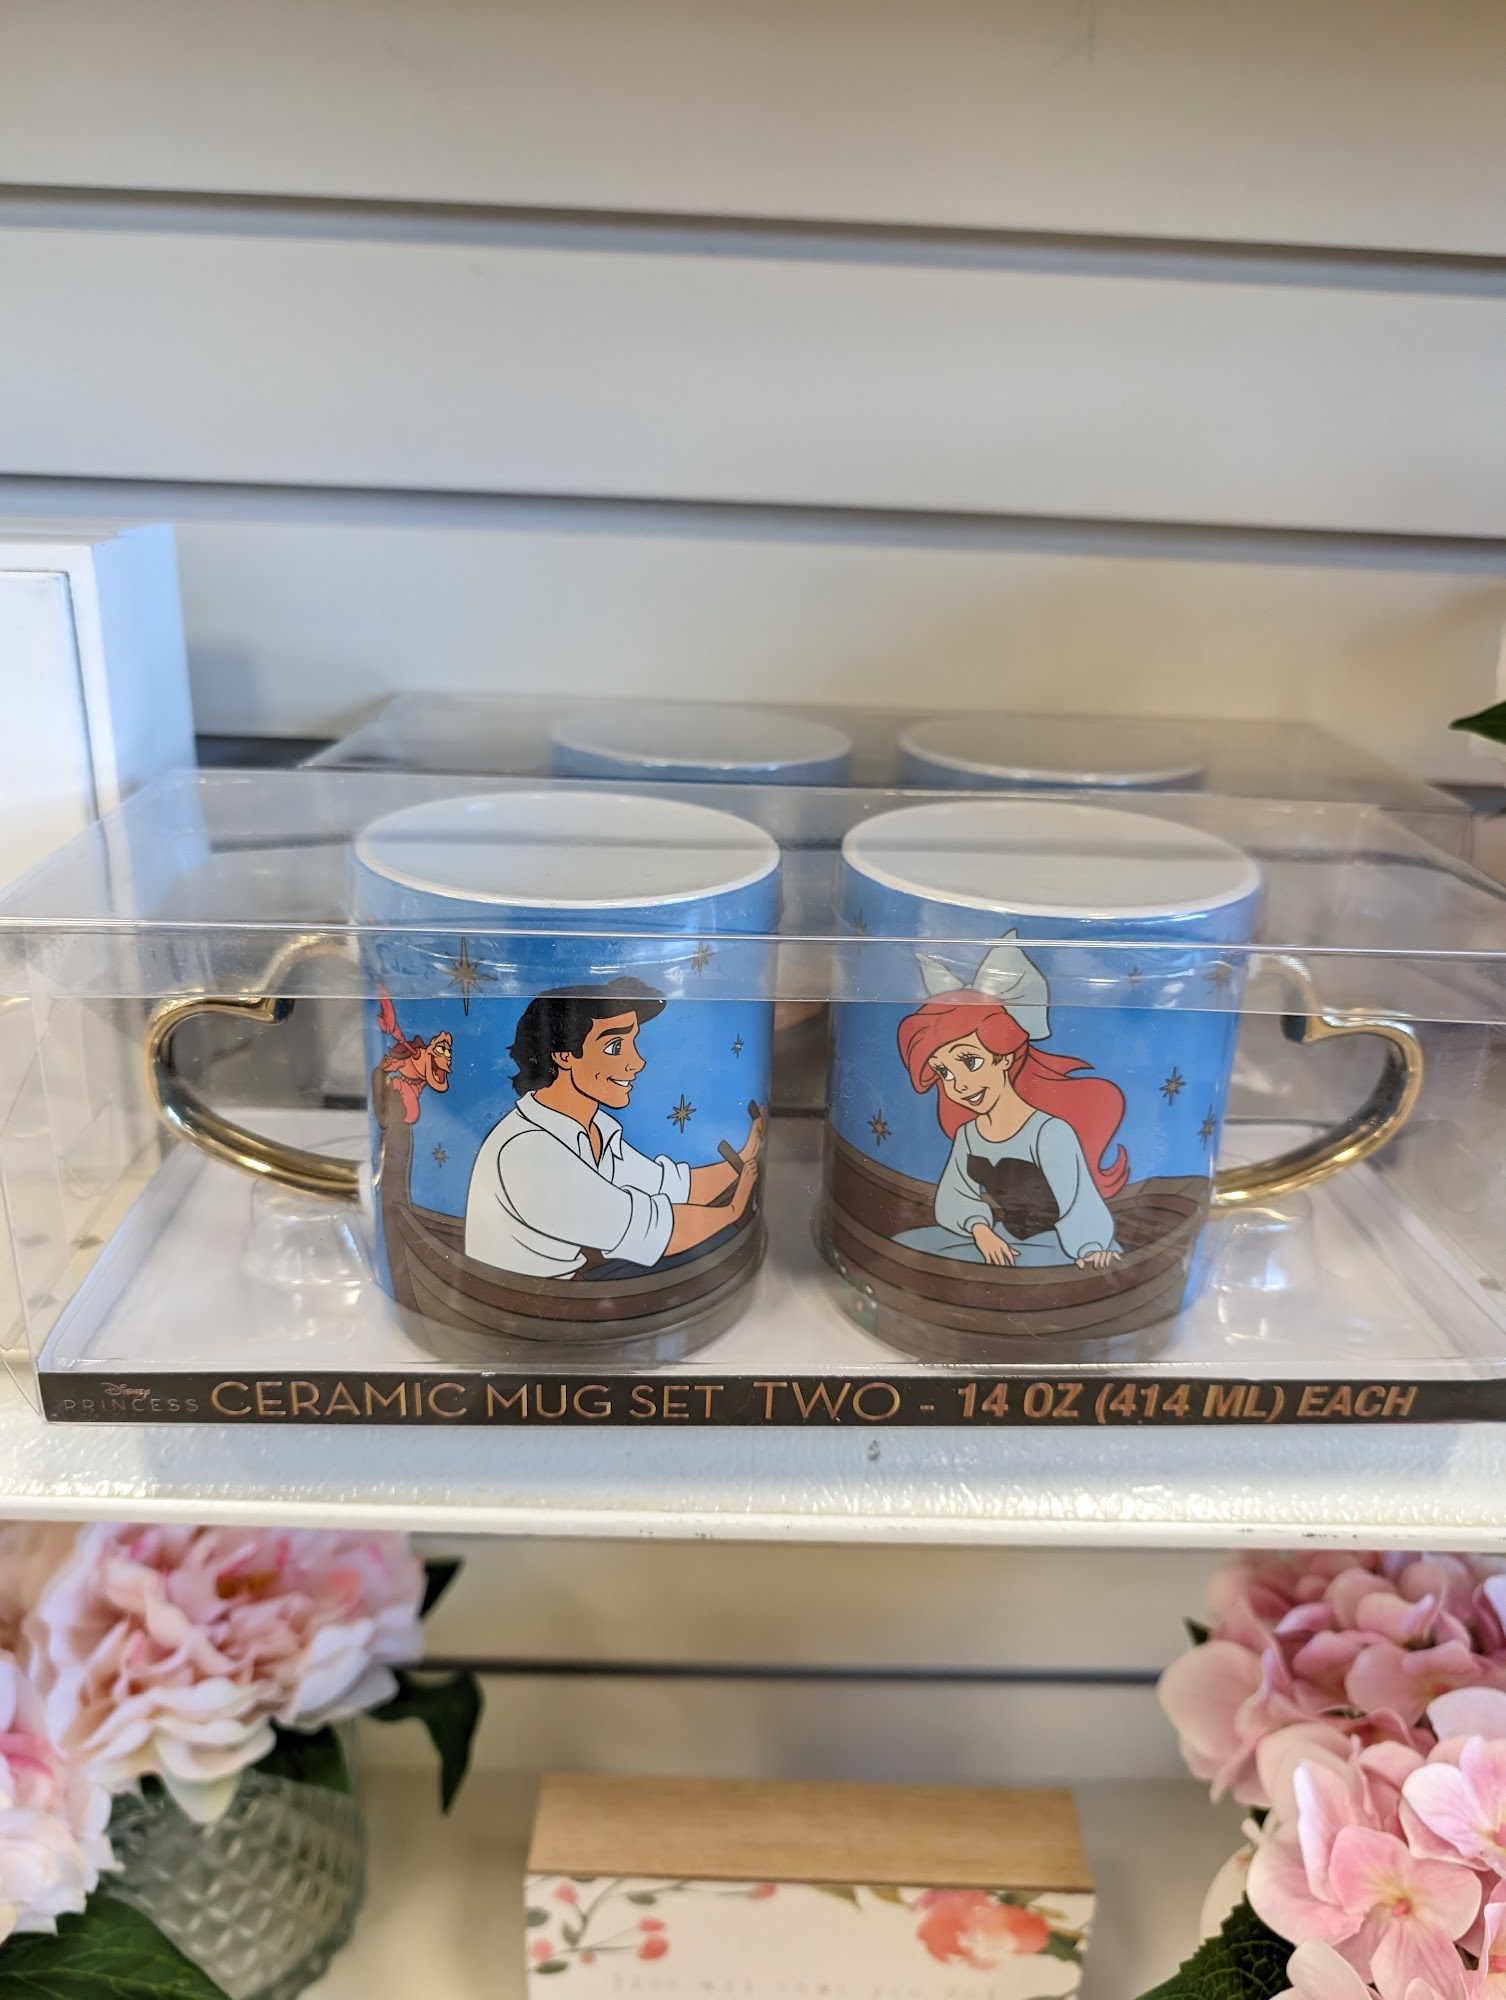 Disney
PRINCESS CERAMIC MUG SET TWO - 14 OZ (414 ML) EACH